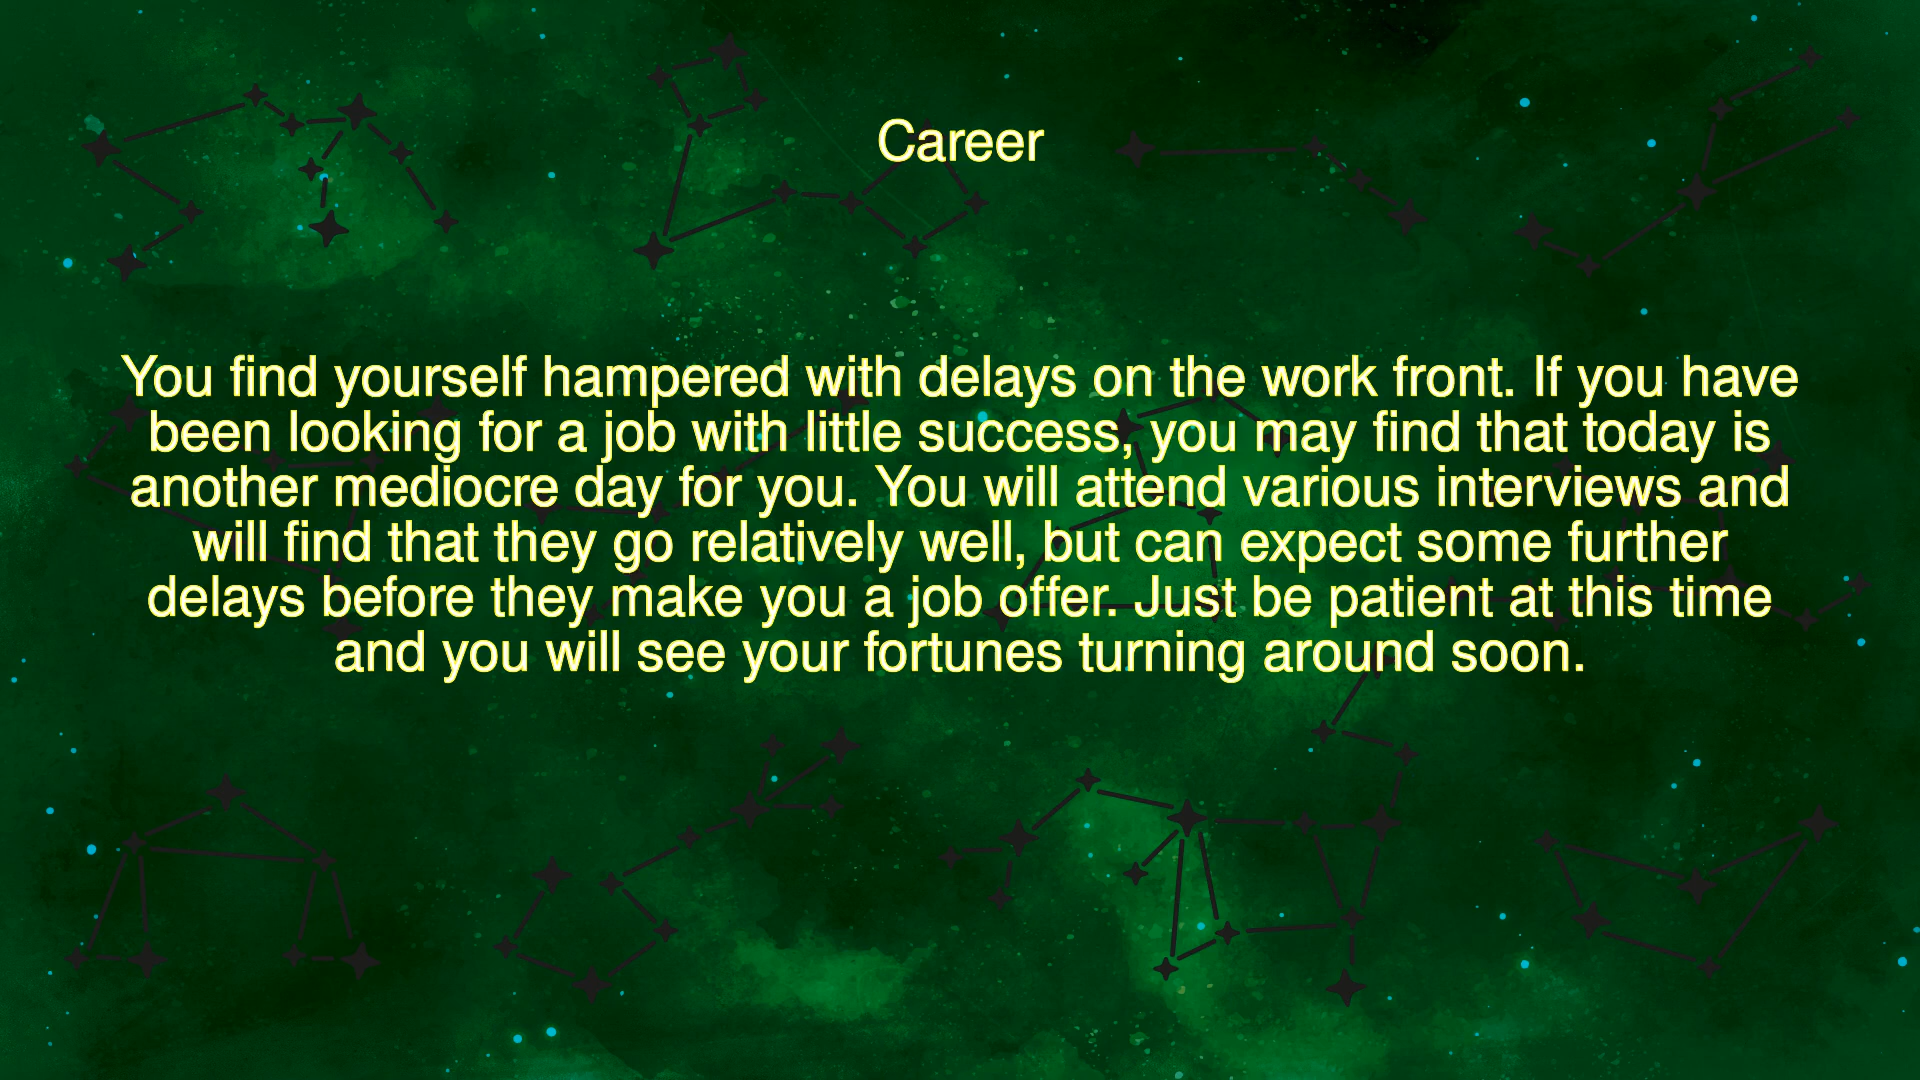 Career
You find yourself hampered with delays on the work front. If you have
been looking for a job with little success, you may find that today is
another mediocre day for you. You will attend various interviews and
will find that they go relatively well, but can expect some further
delays before they make you a job offer. Just be patient at this time
and you will see your fortunes turning around soon.